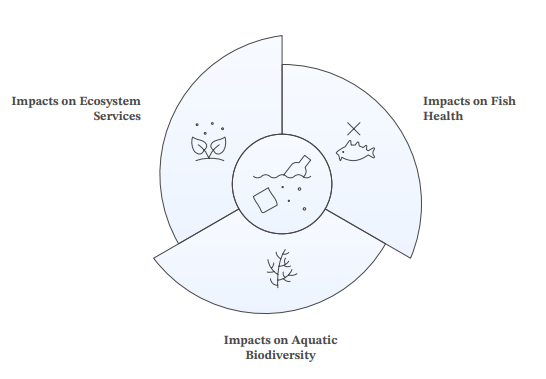 Impacts on Ecosystem
Services
Impacts on Fish
Health
Impacts on Aquatic
Biodiversity